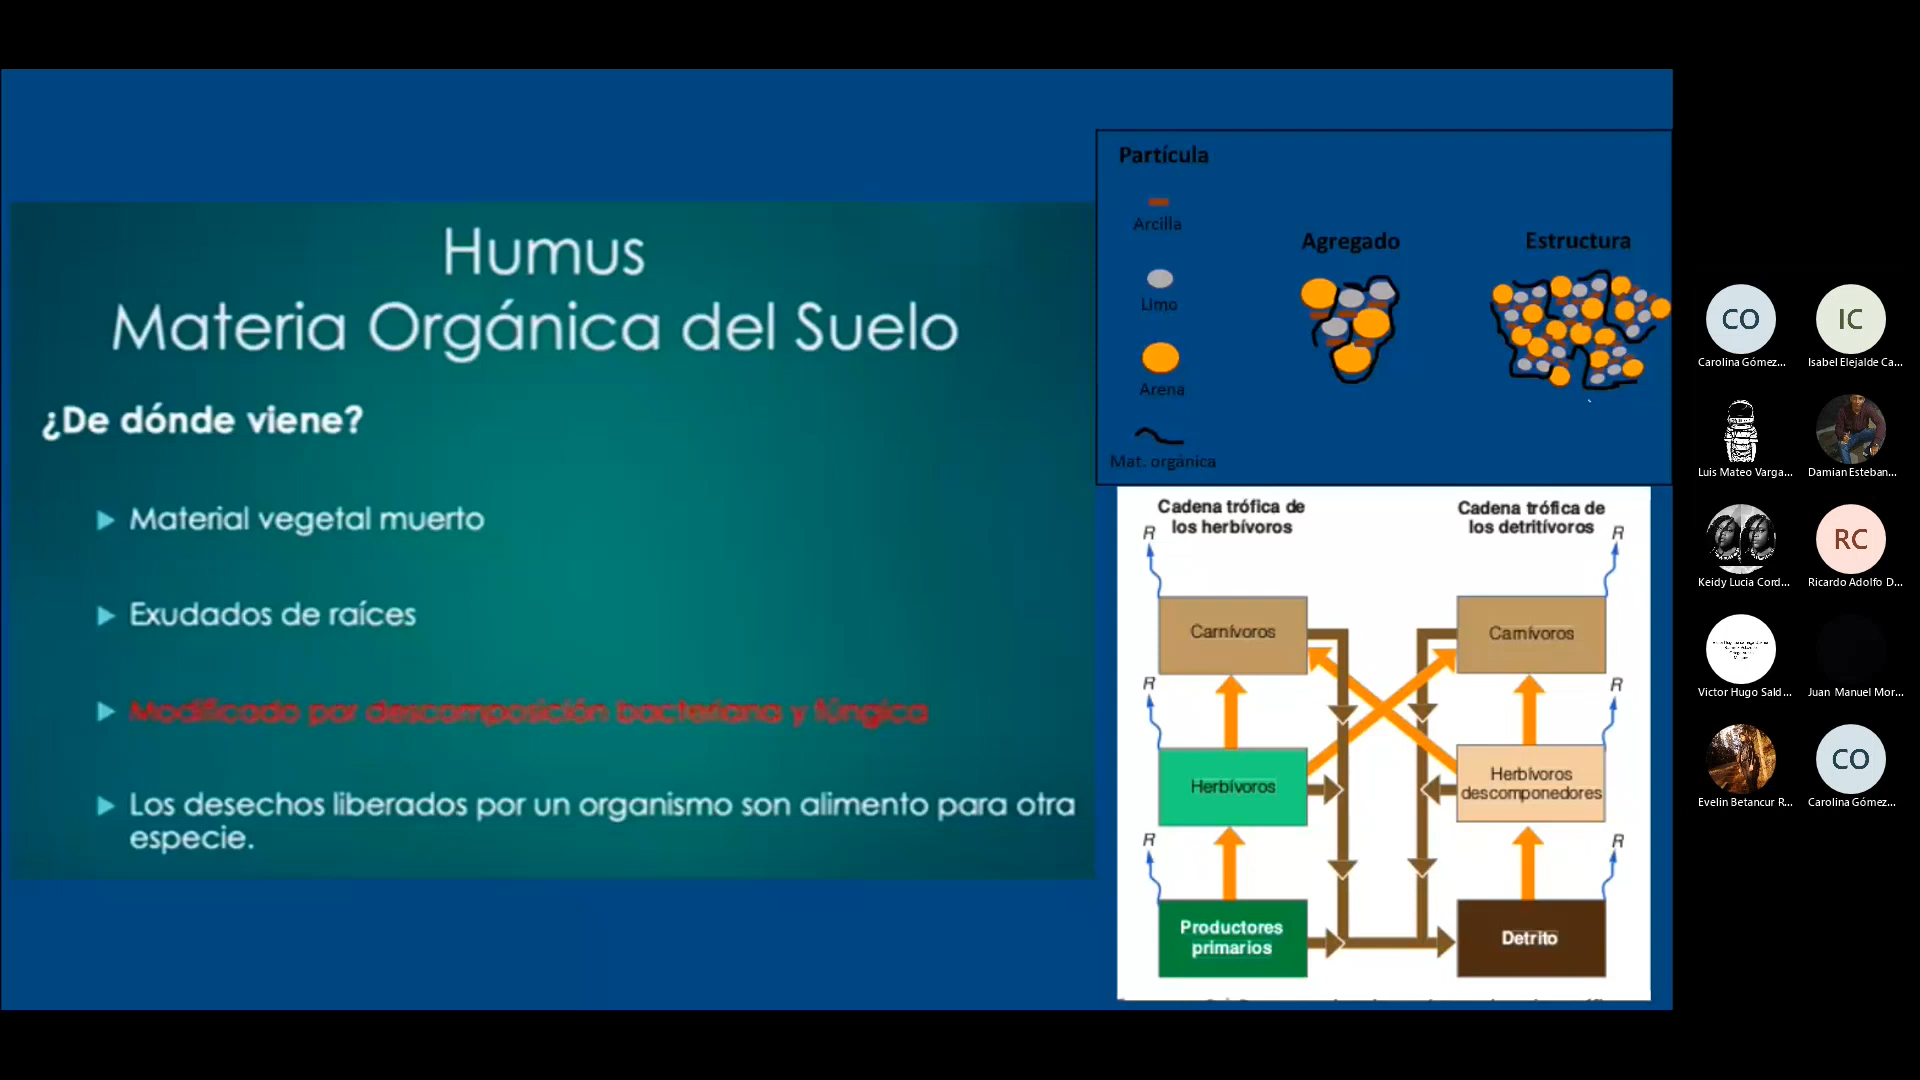 Humus
Materia Orgánica del Suelo
¿De dónde viene?
Material vegetal muerto
Exudados de raíces
Modificado por descomposición bacteriana y fúngica
Los desechos liberados por un organismo son alimento para otra
especie.
Partícula
Arcilla
Limo
Arena
Mat. orgánica
Agregado
Estructura
Cadena trófica de
los herbívoros
Cadena trófica de
los detritívoros
R
R
Carnívoros
Carnívoros
R
R
Herbívoros
Herbívoros
descomponedores
R
R
Productores
primarios
Detrito
CO
Carolina Gómez...
IC
Isabel Elejalde Ca...
Luis Mateo Varga...
Damian Esteban...
Keidy Lucia Cord...
RC
Ricardo Adolfo D...
Victor Hugo Sald...
Juan Manuel Mor...
Evelin Betancur R...
CO
Carolina Gómez...